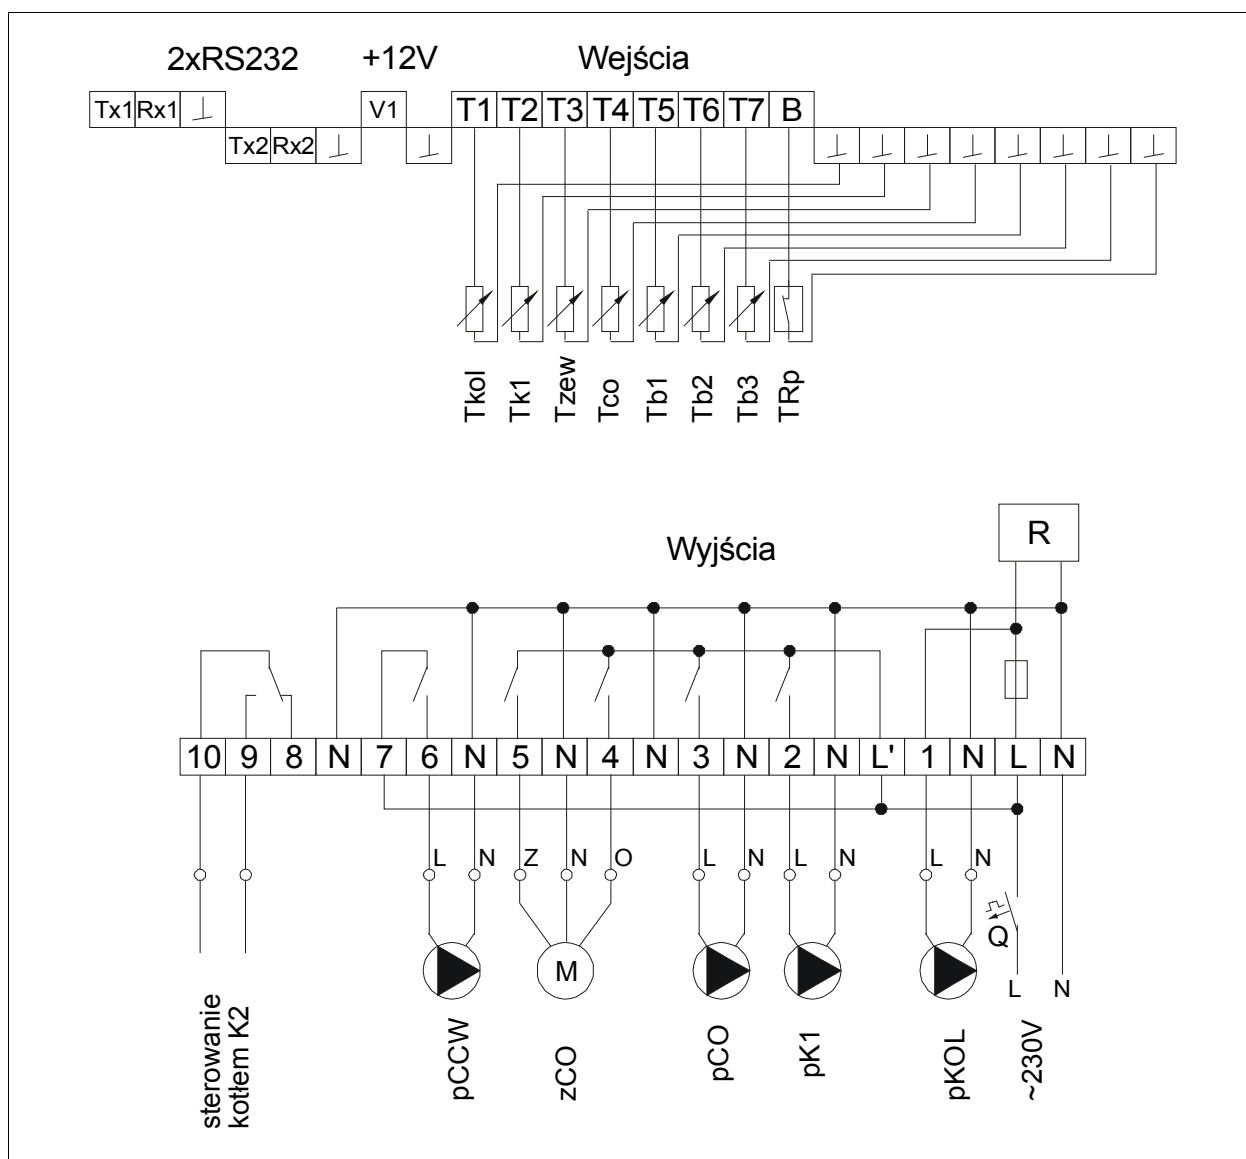 2xRS232 +12V Wejścia
Tx1 Rx1 V1 T1 T2 T3 T4 T5 T6 T7 B
Tx2 Rx2
Tkol Tk1 Tzew Tco Tb1 Tb2 Tb3 TRp
R
Wyjścia
10 9 8 N 7 6 N 5 N 4 N 3 N 2 N L' 1 N L N
L N Z N O L N L N L N
Q
M
L N
sterowanie
kotłem K2
pCCW zCO pCO pK1 pKOL ~230V